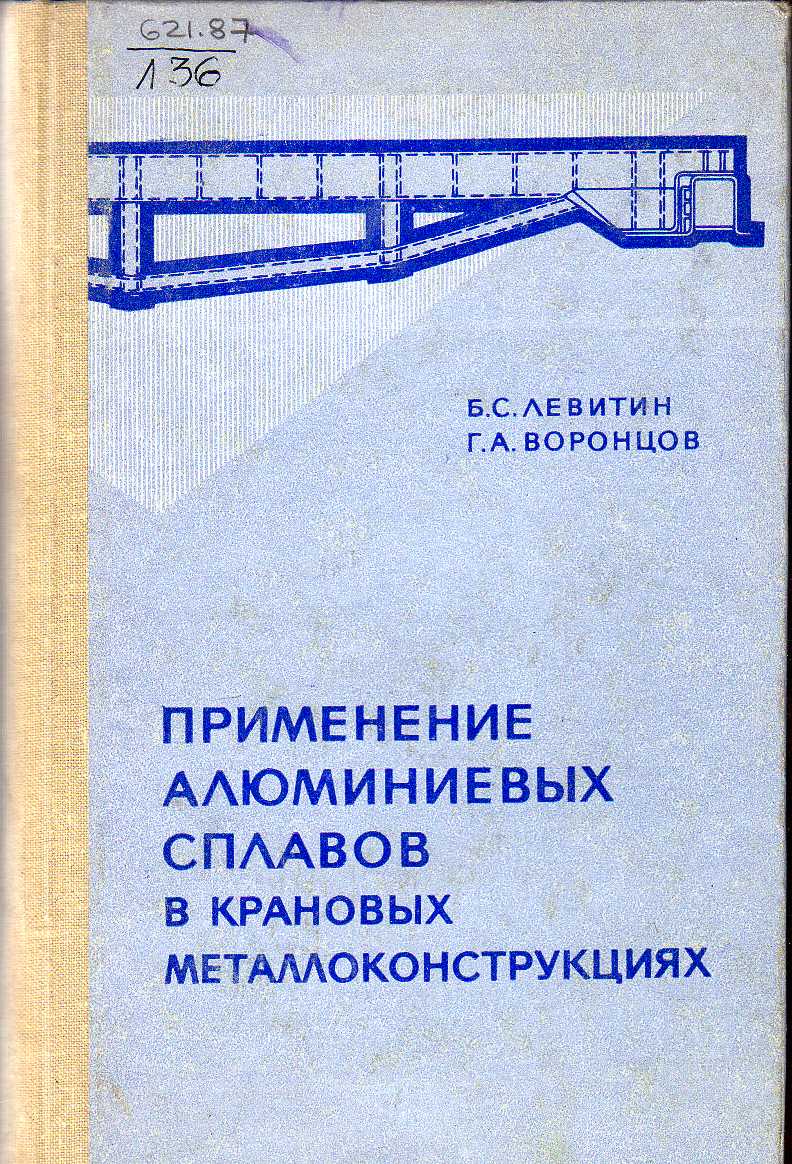 621.87
Л36
Б.С.ЛЕВИТИН
Г.А.ВОРОНЦОВ
ПРИМЕНЕНИЕ
АЛЮМИНИЕВЫХ
СПЛАВОВ
В КРАНОВЫХ
МЕТАЛЛОКОНСТРУКЦИЯХ